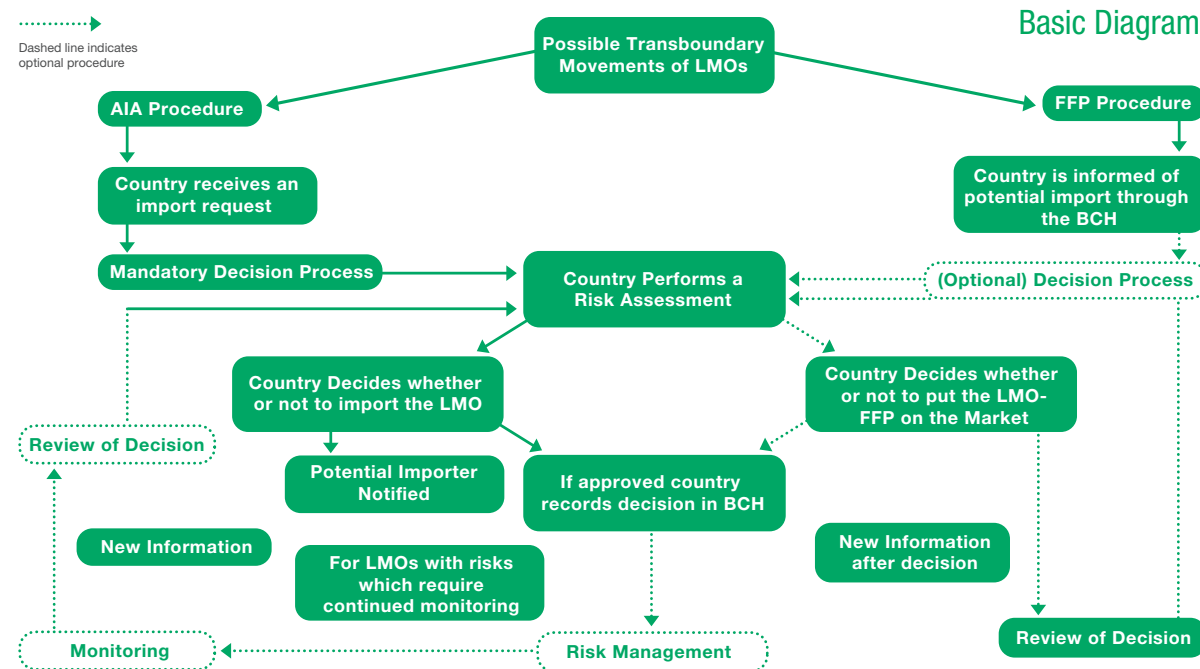 Basic Diagram
Dashed line indicates
optional procedure
Possible Transboundary
Movements of LMOs
AIA Procedure
FFP Procedure
Country receives an
import request
Country is informed of
potential import through
the BCH
Mandatory Decision Process
Country Performs a
Risk Assessment
(Optional) Decision Process
Country Decides whether
or not to import the LMO
Country Decides whether
or not to put the LMO-
FFP on the Market
Review of Decision
Potential Importer
Notified
If approved country
records decision in BCH
New Information
For LMOs with risks
which require
continued monitoring
New Information
after decision
Monitoring
Risk Management
Review of Decision